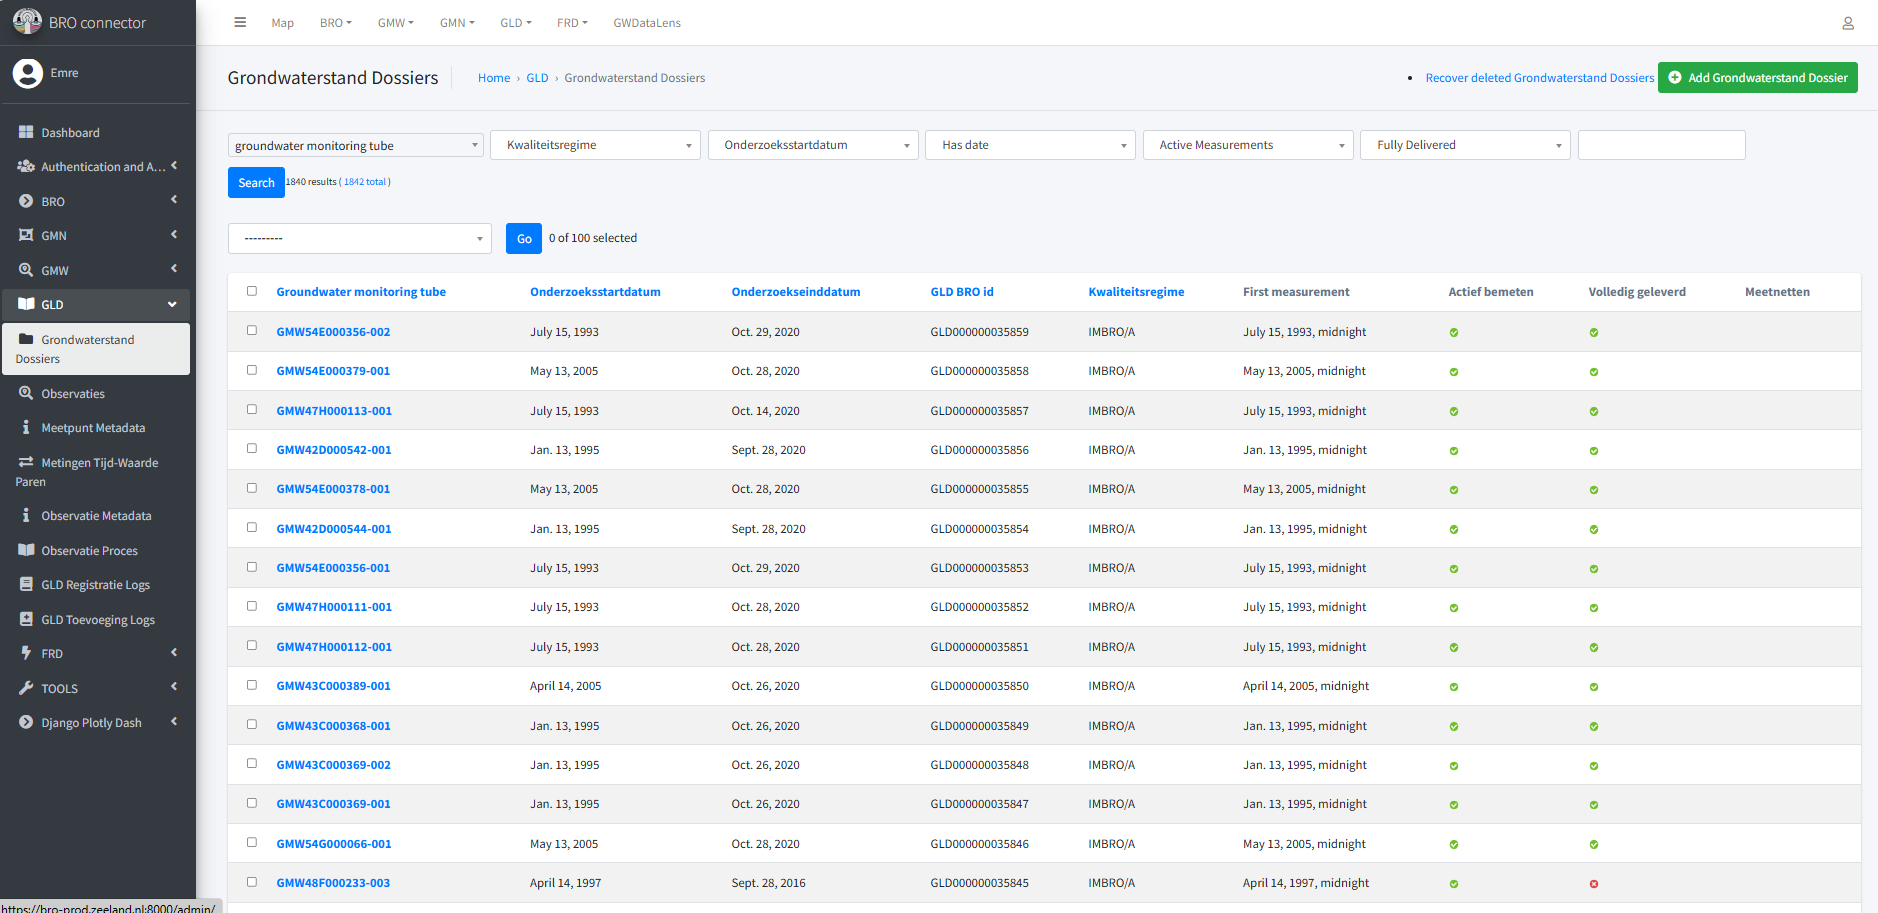 BRO connector
Map BRO GMW GMN GLD FRD GWDataLens
Emre
Grondwaterstand Dossiers
Home › GLD › Grondwaterstand Dossiers
Recover deleted Grondwaterstand Dossiers
Add Grondwaterstand Dossier
Dashboard
Authentication and A...
BRO
GMN
GMW
GLD
Grondwaterstand
Dossiers
Observaties
Meetpunt Metadata
Metingen Tijd-Waarde
Paren
Observatie Metadata
Observatie Proces
GLD Registratie Logs
GLD Toevoeging Logs
FRD
TOOLS
Django Plotly Dash
https://bro-prod.zeeland.nl:8000/admin/
groundwater monitoring tube Kwaliteitsregime Onderzoeksstartdatum Has date Active Measurements Fully Delivered
Search 1840 results ( 1842 total )
--------- Go 0 of 100 selected
Groundwater monitoring tube Onderzoeksstartdatum Onderzoekseinddatum GLD BRO id Kwaliteitsregime First measurement Actief bemeten Volledig geleverd Meetnetten
GMW54E000356-002 July 15, 1993 Oct. 29, 2020 GLD000000035859 IMBRO/A July 15, 1993, midnight
GMW54E000379-001 May 13, 2005 Oct. 28, 2020 GLD000000035858 IMBRO/A May 13, 2005, midnight
GMW47H000113-001 July 15, 1993 Oct. 14, 2020 GLD000000035857 IMBRO/A July 15, 1993, midnight
GMW42D000542-001 Jan. 13, 1995 Sept. 28, 2020 GLD000000035856 IMBRO/A Jan. 13, 1995, midnight
GMW54E000378-001 May 13, 2005 Oct. 28, 2020 GLD000000035855 IMBRO/A May 13, 2005, midnight
GMW42D000544-001 Jan. 13, 1995 Sept. 28, 2020 GLD000000035854 IMBRO/A Jan. 13, 1995, midnight
GMW54E000356-001 July 15, 1993 Oct. 29, 2020 GLD000000035853 IMBRO/A July 15, 1993, midnight
GMW47H000111-001 July 15, 1993 Oct. 28, 2020 GLD000000035852 IMBRO/A July 15, 1993, midnight
GMW47H000112-001 July 15, 1993 Oct. 28, 2020 GLD000000035851 IMBRO/A July 15, 1993, midnight
GMW43C000389-001 April 14, 2005 Oct. 26, 2020 GLD000000035850 IMBRO/A April 14, 2005, midnight
GMW43C000368-001 Jan. 13, 1995 Oct. 26, 2020 GLD000000035849 IMBRO/A Jan. 13, 1995, midnight
GMW43C000369-002 Jan. 13, 1995 Oct. 26, 2020 GLD000000035848 IMBRO/A Jan. 13, 1995, midnight
GMW43C000369-001 Jan. 13, 1995 Oct. 26, 2020 GLD000000035847 IMBRO/A Jan. 13, 1995, midnight
GMW54G000066-001 May 13, 2005 Oct. 28, 2020 GLD000000035846 IMBRO/A May 13, 2005, midnight
GMW48F000233-003 April 14, 1997 Sept. 28, 2016 GLD000000035845 IMBRO/A April 14, 1997, midnight